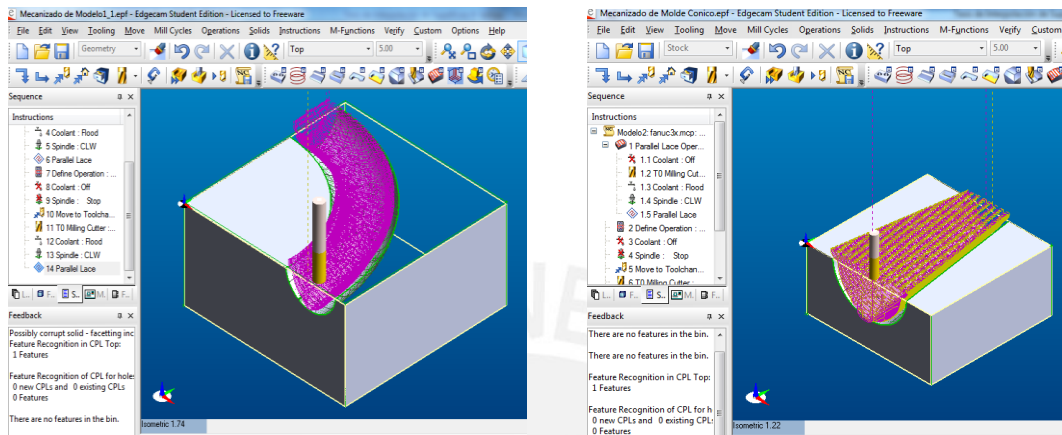 Mecanizado de Modelo1_1.epf - Edgecam Student Edition - Licensed to Freeware
File Edit View Tooling Move Mill Cycles Operations Solids Instructions M-Functions Verify Custom Options Help
Geometry Top 5.00
Sequence
Instructions
4 Coolant : Flood
5 Spindle : CLW
6 Parallel Lace
7 Define Operation : ...
8 Coolant : Off
9 Spindle : Stop
10 Move to Toolcha...
11 T0 Milling Cutter :...
12 Coolant : Flood
13 Spindle : CLW
14 Parallel Lace
L... F... S... M. F...
Feedback
Possibly corrupt solid - facetting inc
Feature Recognition in CPL Top:
1 Features
Feature Recognition of CPL for hole:
0 new CPLs and 0 existing CPLs
0 Features
There are no features in the bin.
Isometric 1.74
Mecanizado de Molde Conico.epf - Edgecam Student Edition - Licensed to Freeware
File Edit View Tooling Move Mill Cycles Operations Solids Instructions M-Functions Verify Custom
Stock Top 5.00
Sequence
Instructions
Modelo2: fanuc3x.mcp: ...
1 Parallel Lace Oper...
1.1 Coolant : Off
1.2 T0 Milling Cut...
1.3 Coolant : Flood
1.4 Spindle : CLW
1.5 Parallel Lace
2 Define Operation : ...
3 Coolant : Off
4 Spindle : Stop
5 Move to Toolchan...
6 T0 Milling Cutter : ...
L... F... S... M. F...
Feedback
There are no features in the bin.
There are no features in the bin.
Feature Recognition in CPL Top:
1 Features
Feature Recognition of CPL for h
0 new CPLs and 0 existing CPLs
0 Features
Isometric 1.22